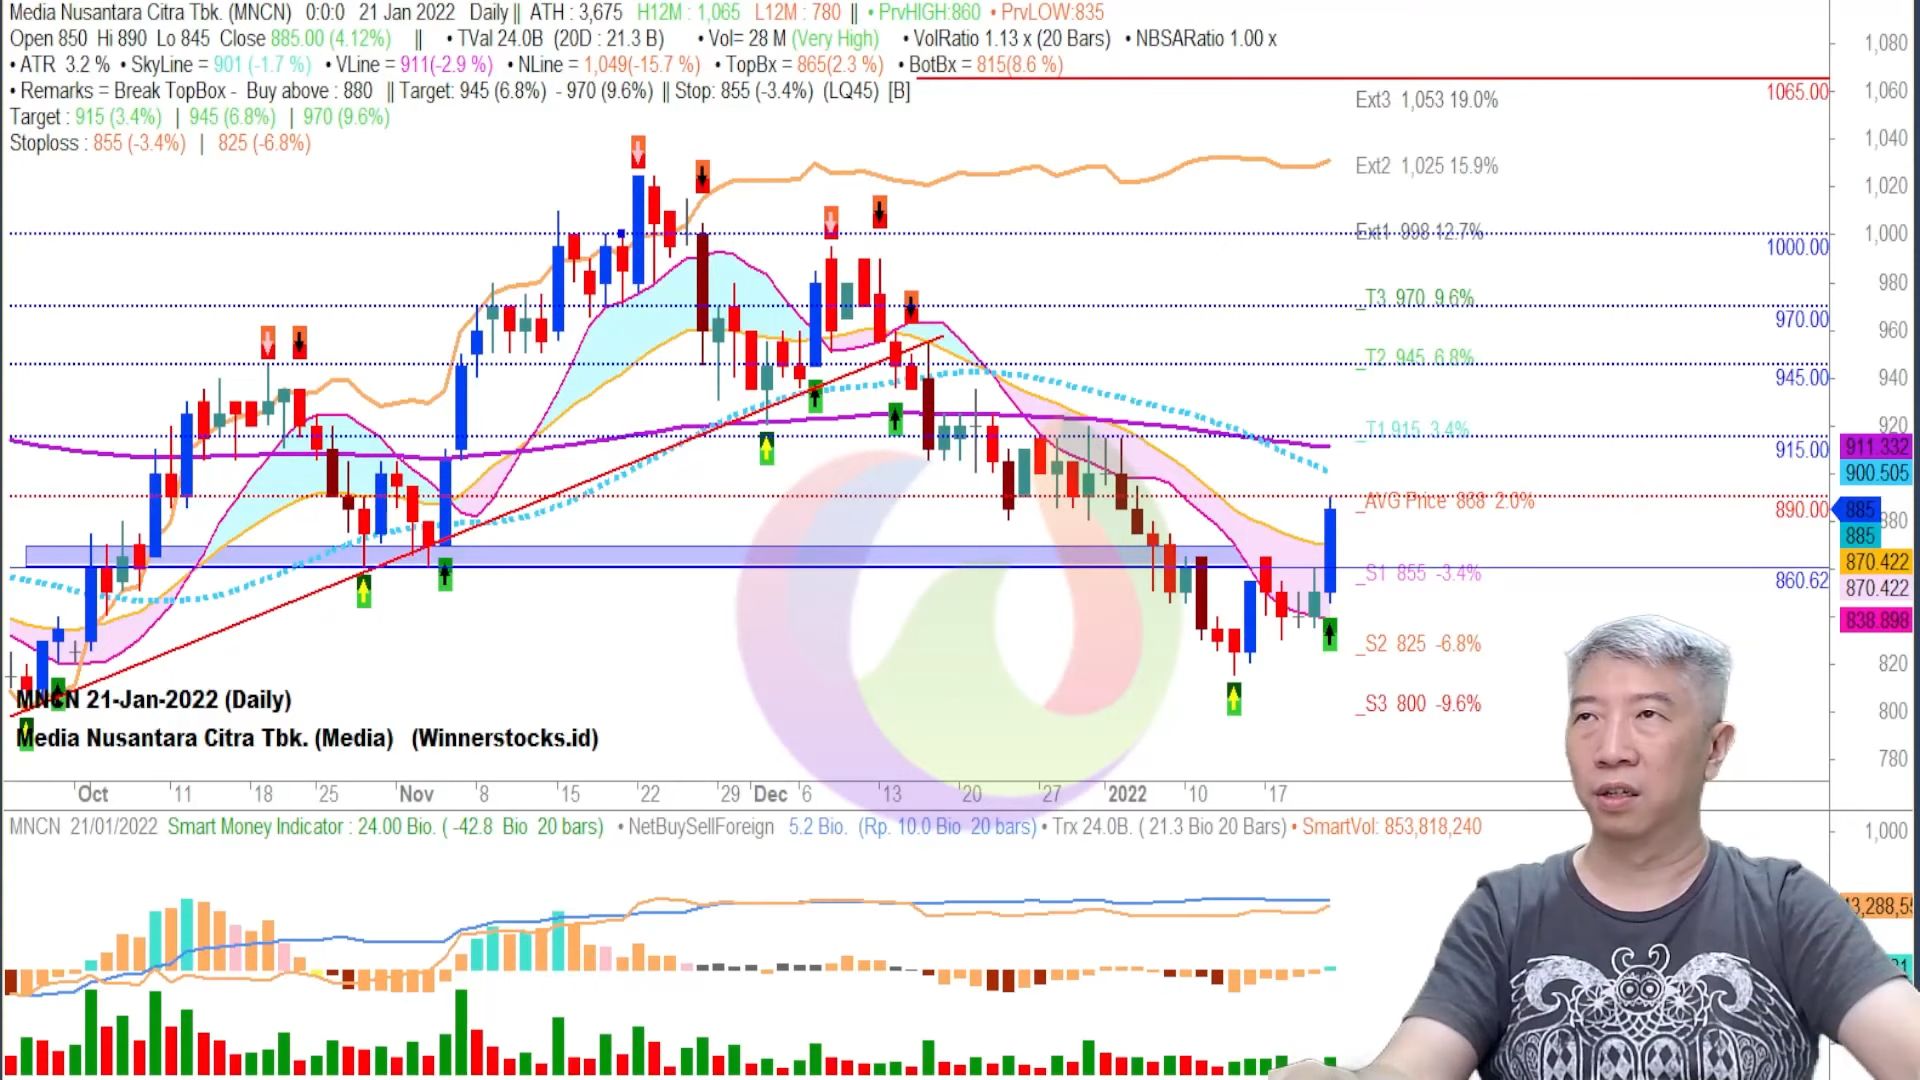 Media Nusantara Citra Tbk. (MNCN) 0:0:0 21 Jan 2022 Daily || ATH : 3,675 H12M : 1,065 L12M : 780 || • PrvHIGH:860 • PrvLOW:835
Open 850 Hi 890 Lo 845 Close 885.00 (4.12%) || • TVal 24.0B (20D : 21.3 B) • Vol= 28 M (Very High) • VolRatio 1.13 x (20 Bars) • NBSARatio 1.00 x
• ATR 3.2 % • SkyLine = 901 (-1.7 %) • VLine = 911(-2.9 %) • NLine = 1,049(-15.7 %) • TopBx = 865(2.3 %) • BotBx = 815(8.6 %)
• Remarks = Break TopBox - Buy above : 880 || Target: 945 (6.8%) - 970 (9.6%) || Stop: 855 (-3.4%) (LQ45) [B]
Target : 915 (3.4%) | 945 (6.8%) | 970 (9.6%)
Stoploss : 855 (-3.4%) | 825 (-6.8%)
Ext3 1,053 19.0%
Ext2 1,025 15.9%
Ext1 998 12.7%
_T3 970 9.6%
_T2 945 6.8%
_T1 915 3.4%
_AVG Price 868 2.0%
_S1 855 -3.4%
_S2 825 -6.8%
_S3 800 -9.6%
1065.00
1000.00
970.00
945.00
915.00
890.00
860.62
1,080
1,060
1,040
1,020
1,000
980
960
940
920
911.332
900.505
885
880
885
870.422
870.422
838.898
820
800
780
MNCN 21-Jan-2022 (Daily)
Media Nusantara Citra Tbk. (Media) (Winnerstocks.id)
Oct 11 18 25 Nov 8 15 22 29 Dec 6 13 20 27 2022 10 17
MNCN 21/01/2022 Smart Money Indicator : 24.00 Bio. ( -42.8 Bio 20 bars) • NetBuySellForeign 5.2 Bio. (Rp. 10.0 Bio 20 bars) • Trx 24.0B. ( 21.3 Bio 20 Bars) • SmartVol: 853,818,240
1,000